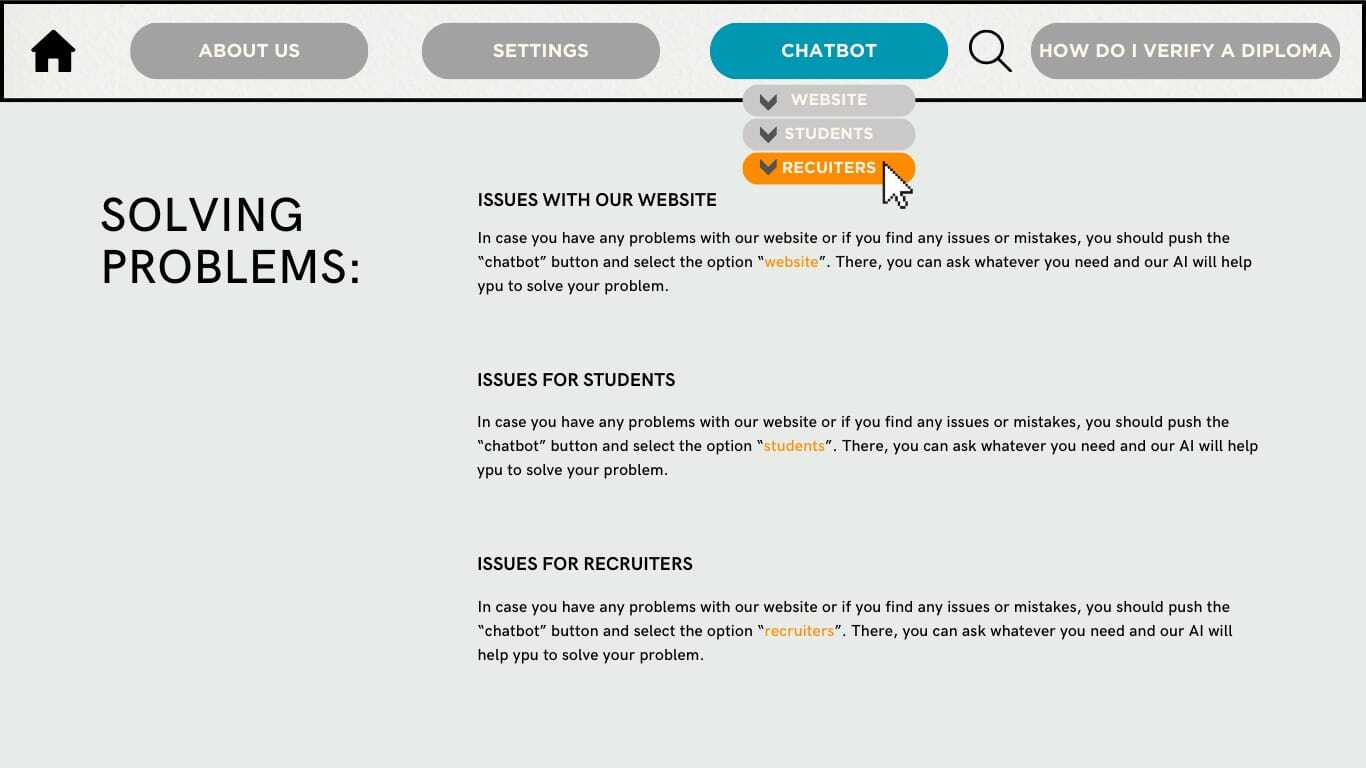 ABOUT US
SETTINGS
CHATBOT
HOW DO I VERIFY A DIPLOMA
WEBSITE
STUDENTS
RECUITERS
SOLVING
PROBLEMS:
ISSUES WITH OUR WEBSITE
In case you have any problems with our website or if you find any issues or mistakes, you should push the
“chatbot” button and select the option “website”. There, you can ask whatever you need and our AI will help
ypu to solve your problem.
ISSUES FOR STUDENTS
In case you have any problems with our website or if you find any issues or mistakes, you should push the
“chatbot” button and select the option “students”. There, you can ask whatever you need and our AI will help
ypu to solve your problem.
ISSUES FOR RECRUITERS
In case you have any problems with our website or if you find any issues or mistakes, you should push the
“chatbot” button and select the option “recruiters”. There, you can ask whatever you need and our AI will
help ypu to solve your problem.